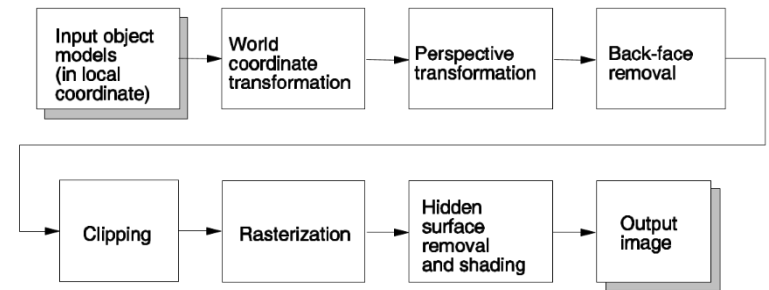 Input object
models
(in local
coordinate)
World
coordinate
transformation
Perspective
transformation
Back-face
removal
Clipping
Rasterization
Hidden
surface
removal
and shading
Output
image